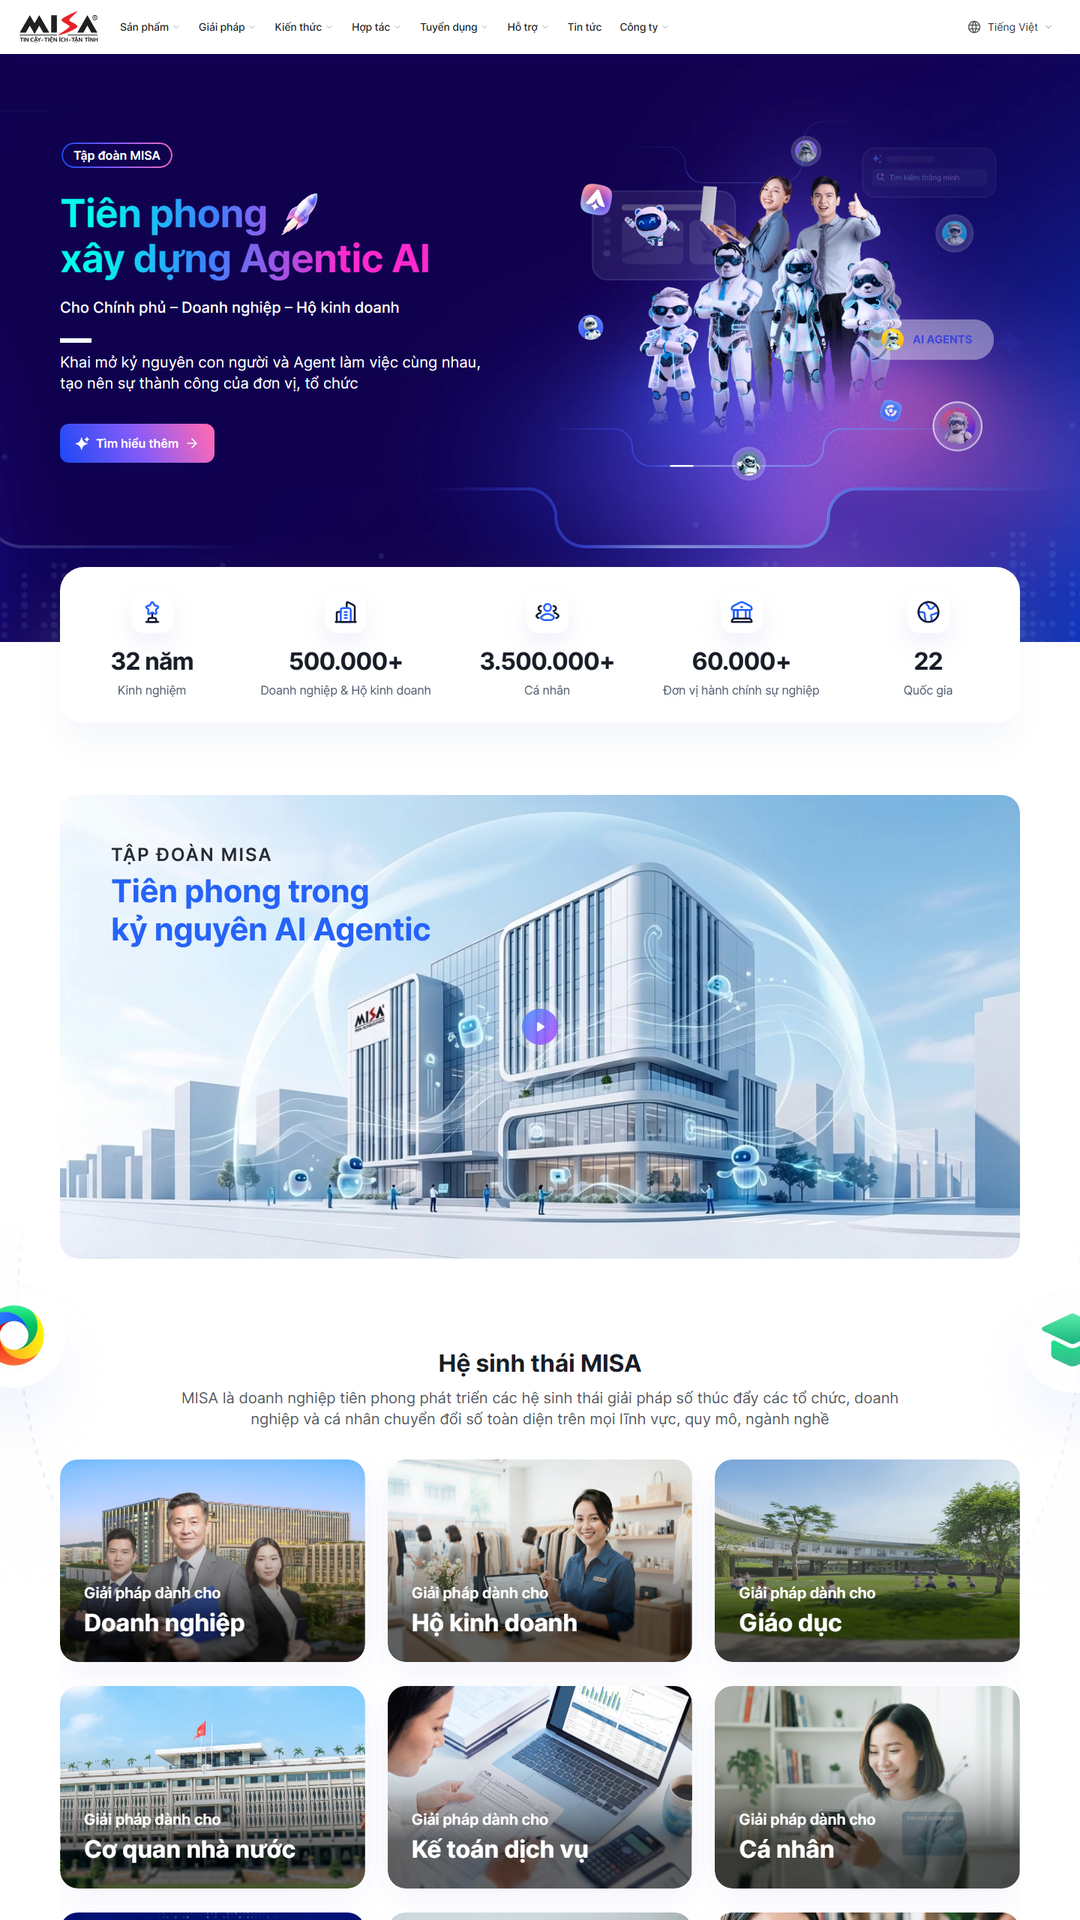 MISA
TIN CẬY - TIỆN ÍCH - TẬN TÌNH
Sản phẩm
Giải pháp
Kiến thức
Hợp tác
Tuyển dụng
Hỗ trợ
Tin tức
Công ty
Tiếng Việt
Tập đoàn MISA
Tiên phong 🚀
xây dựng Agentic AI
Cho Chính phủ – Doanh nghiệp – Hộ kinh doanh
Khai mở kỷ nguyên con người và Agent làm việc cùng nhau,
tạo nên sự thành công của đơn vị, tổ chức
Tìm hiểu thêm →
Tìm kiếm thông minh
AI AGENTS
32 năm
Kinh nghiệm
500.000+
Doanh nghiệp & Hộ kinh doanh
3.500.000+
Cá nhân
60.000+
Đơn vị hành chính sự nghiệp
22
Quốc gia
TẬP ĐOÀN MISA
Tiên phong trong
kỷ nguyên AI Agentic
MISA
Hệ sinh thái MISA
MISA là doanh nghiệp tiên phong phát triển các hệ sinh thái giải pháp số thúc đẩy các tổ chức, doanh
nghiệp và cá nhân chuyển đổi số toàn diện trên mọi lĩnh vực, quy mô, ngành nghề
Giải pháp dành cho
Doanh nghiệp
Giải pháp dành cho
Hộ kinh doanh
Giải pháp dành cho
Giáo dục
Giải pháp dành cho
Cơ quan nhà nước
Giải pháp dành cho
Kế toán dịch vụ
Giải pháp dành cho
Cá nhân